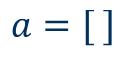 a = [ ]